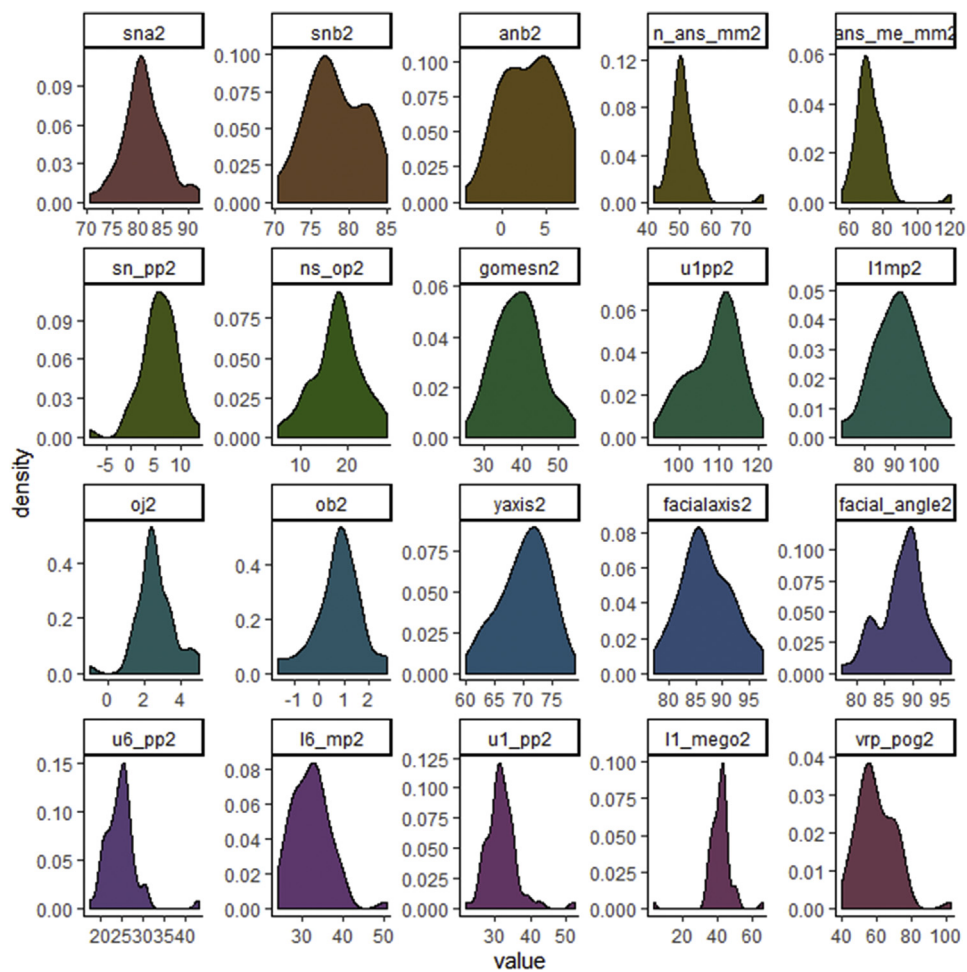 sna2 snb2 anb2 n_ans_mm2 ans_me_mm2
0.09 0.06 0.03 0.00 70 75 80 85 90
0.100 0.075 0.050 0.025 0.000 70 75 80 85
0.100 0.075 0.050 0.025 0.000 0 5
0.12 0.08 0.04 0.00 40 50 60 70
0.06 0.04 0.02 0.00 60 80 100 120
sn_pp2 ns_op2 gomesn2 u1pp2 l1mp2
0.09 0.06 0.03 0.00 -5 0 5 10
0.075 0.050 0.025 0.000 10 20
0.06 0.04 0.02 0.00 30 40 50
0.06 0.04 0.02 0.00 100 110 120
0.05 0.04 0.03 0.02 0.01 0.00 80 90 100
density
oj2 ob2 yaxis2 facialaxis2 facial_angle2
0.4 0.2 0.0 0 2 4
0.4 0.2 0.0 -1 0 1 2
0.075 0.050 0.025 0.000 60 65 70 75
0.08 0.06 0.04 0.02 0.00 80 85 90 95
0.100 0.075 0.050 0.025 0.000 80 85 90 95
u6_pp2 l6_mp2 u1_pp2 l1_mego2 vrp_pog2
0.15 0.10 0.05 0.00 20 25 30 35 40
0.08 0.06 0.04 0.02 0.00 30 40 50
0.125 0.100 0.075 0.050 0.025 0.000 30 40 50
0.100 0.075 0.050 0.025 0.000 20 40 60
0.04 0.03 0.02 0.01 0.00 40 60 80 100
value